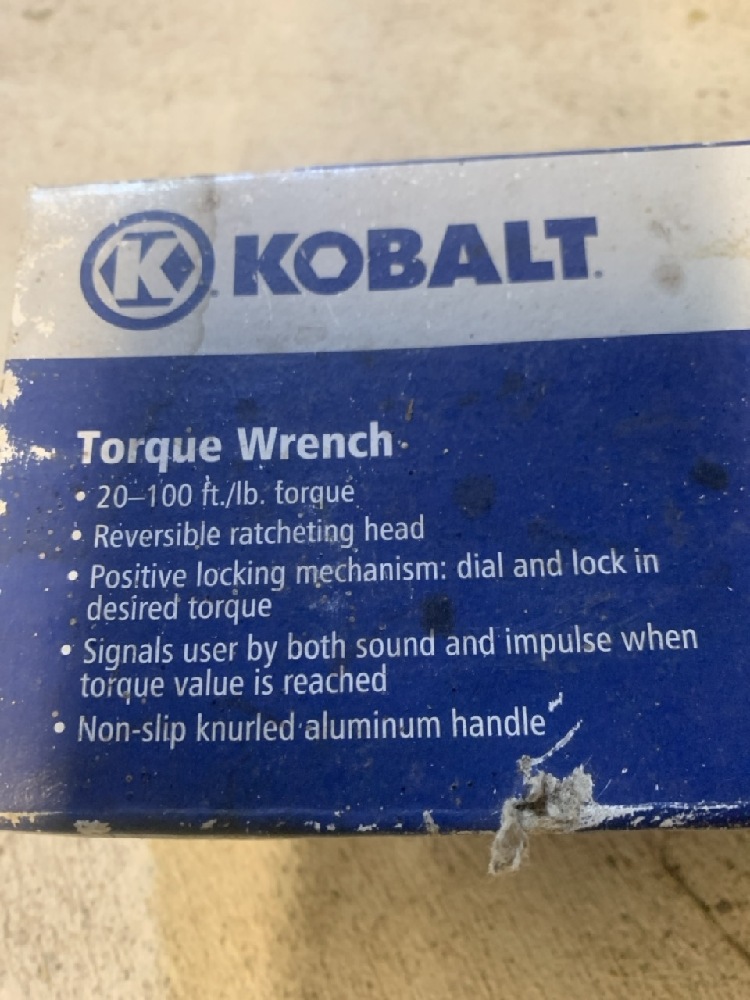 K KOBALT.
Torque Wrench
• 20–100 ft./lb. torque
• Reversible ratcheting head
• Positive locking mechanism: dial and lock in
desired torque
• Signals user by both sound and impulse when
torque value is reached
• Non-slip knurled aluminum handle